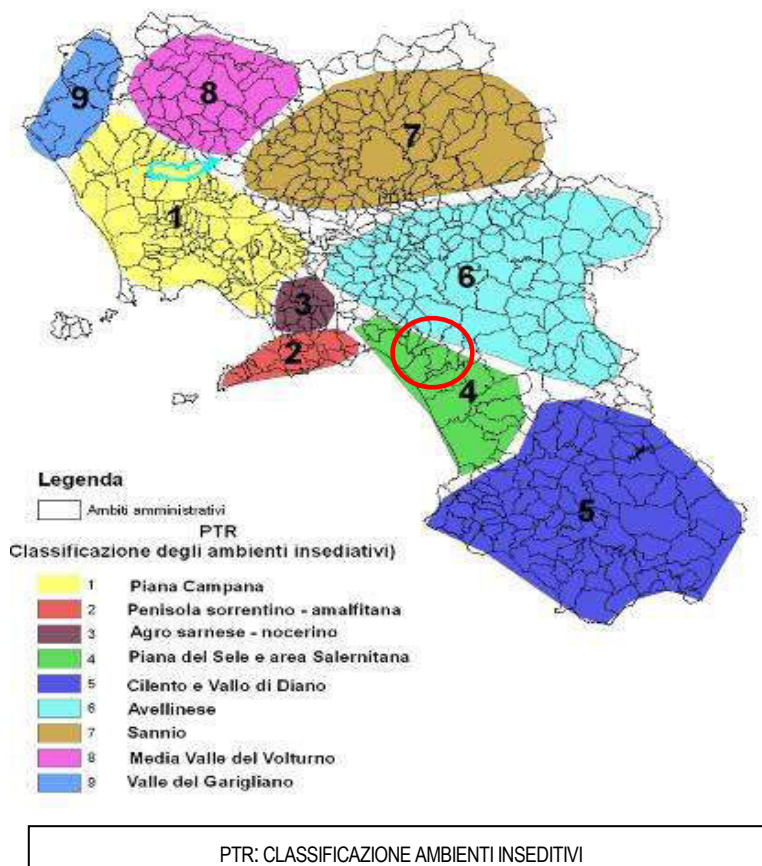 9
8
7
1
6
3
2
4
5
Legenda
Ambiti amministrativi
PTR
Classificazione degli ambienti insediativi)
1 Piana Campana
2 Penisola sorrentino - amalfitana
3 Agro sarnese - nocerino
4 Piana del Sele e area Salernitana
5 Cilento e Vallo di Diano
6 Avellinese
7 Sannio
8 Media Valle del Volturno
9 Valle del Garigliano
PTR: CLASSIFICAZIONE AMBIENTI INSEDITIVI